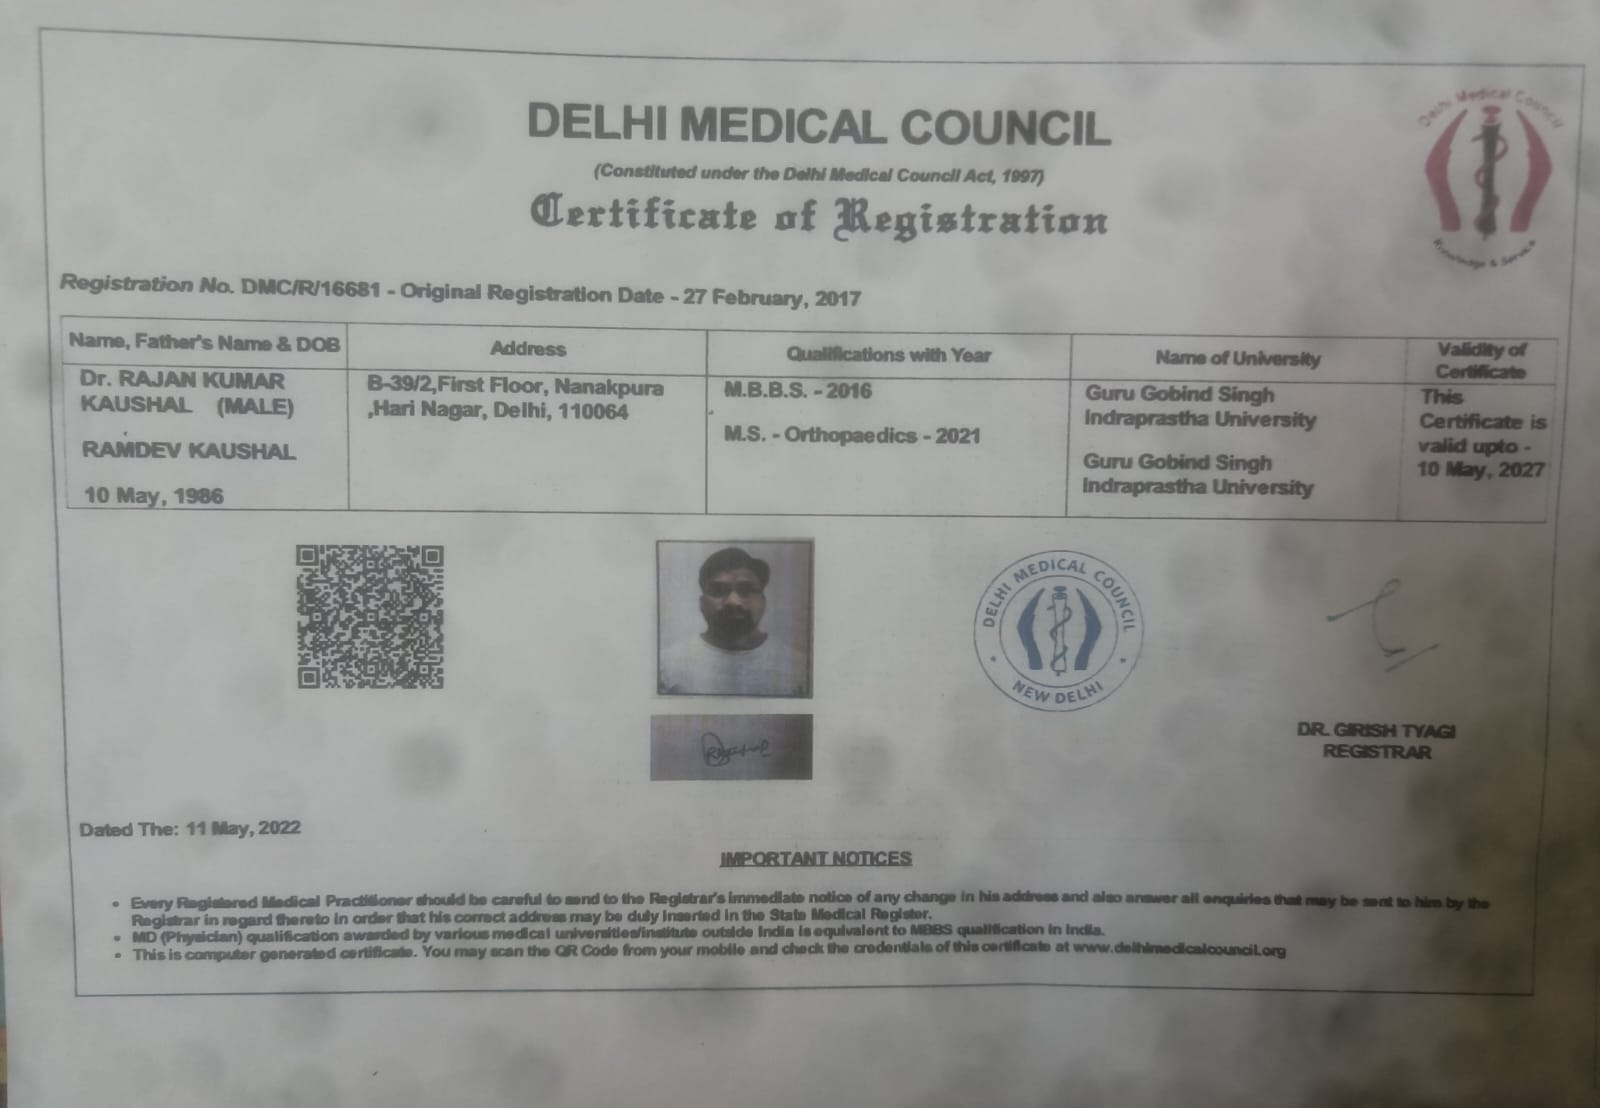 DELHI MEDICAL COUNCIL
(Constituted under the Delhi Medical Council Act, 1997)
Certificate of Registration
Delhi Medical Council
Knowledge & Service
Registration No. DMC/R/16681 - Original Registration Date - 27 February, 2017
Name, Father's Name & DOB
Address
Qualifications with Year
Name of University
Validity of
Certificate
Dr. RAJAN KUMAR
KAUSHAL (MALE)
RAMDEV KAUSHAL
10 May, 1986
B-39/2,First Floor, Nanakpura
,Hari Nagar, Delhi, 110064
M.B.B.S. - 2016
M.S. - Orthopaedics - 2021
Guru Gobind Singh
Indraprastha University
Guru Gobind Singh
Indraprastha University
This
Certificate is
valid upto -
10 May, 2027
DELHI MEDICAL COUNCIL
NEW DELHI
DR. GIRISH TYAGI
REGISTRAR
Dated The: 11 May, 2022
IMPORTANT NOTICES
• Every Registered Medical Practitioner should be careful to send to the Registrar's immediate notice of any change in his address and also answer all enquiries that may be sent to him by the
Registrar in regard thereto in order that his correct address may be duly inserted in the State Medical Register.
• MD (Physician) qualification awarded by various medical universities/institute outside India is equivalent to MBBS qualification in India.
• This is computer generated certificate. You may scan the QR Code from your mobile and check the credentials of this certificate at www.delhimedicalcouncil.org